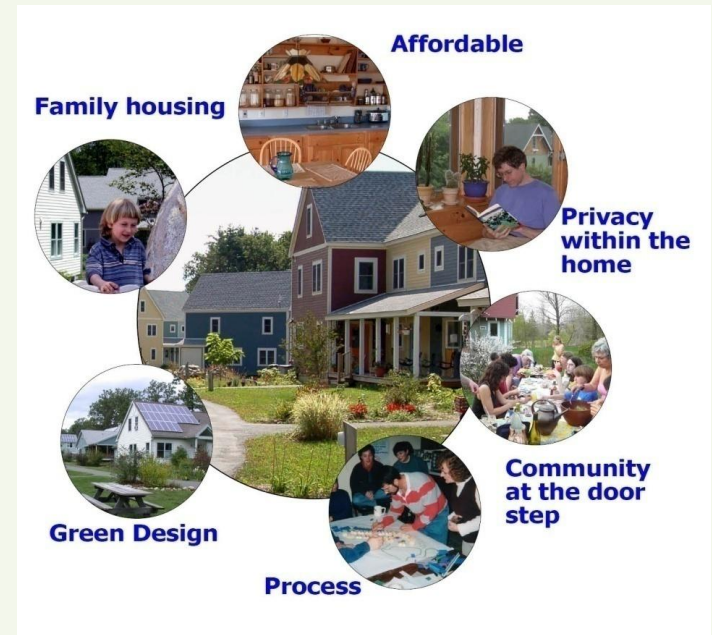 Affordable
Family housing
Privacy
within the
home
Community
at the door
step
Green Design
Process